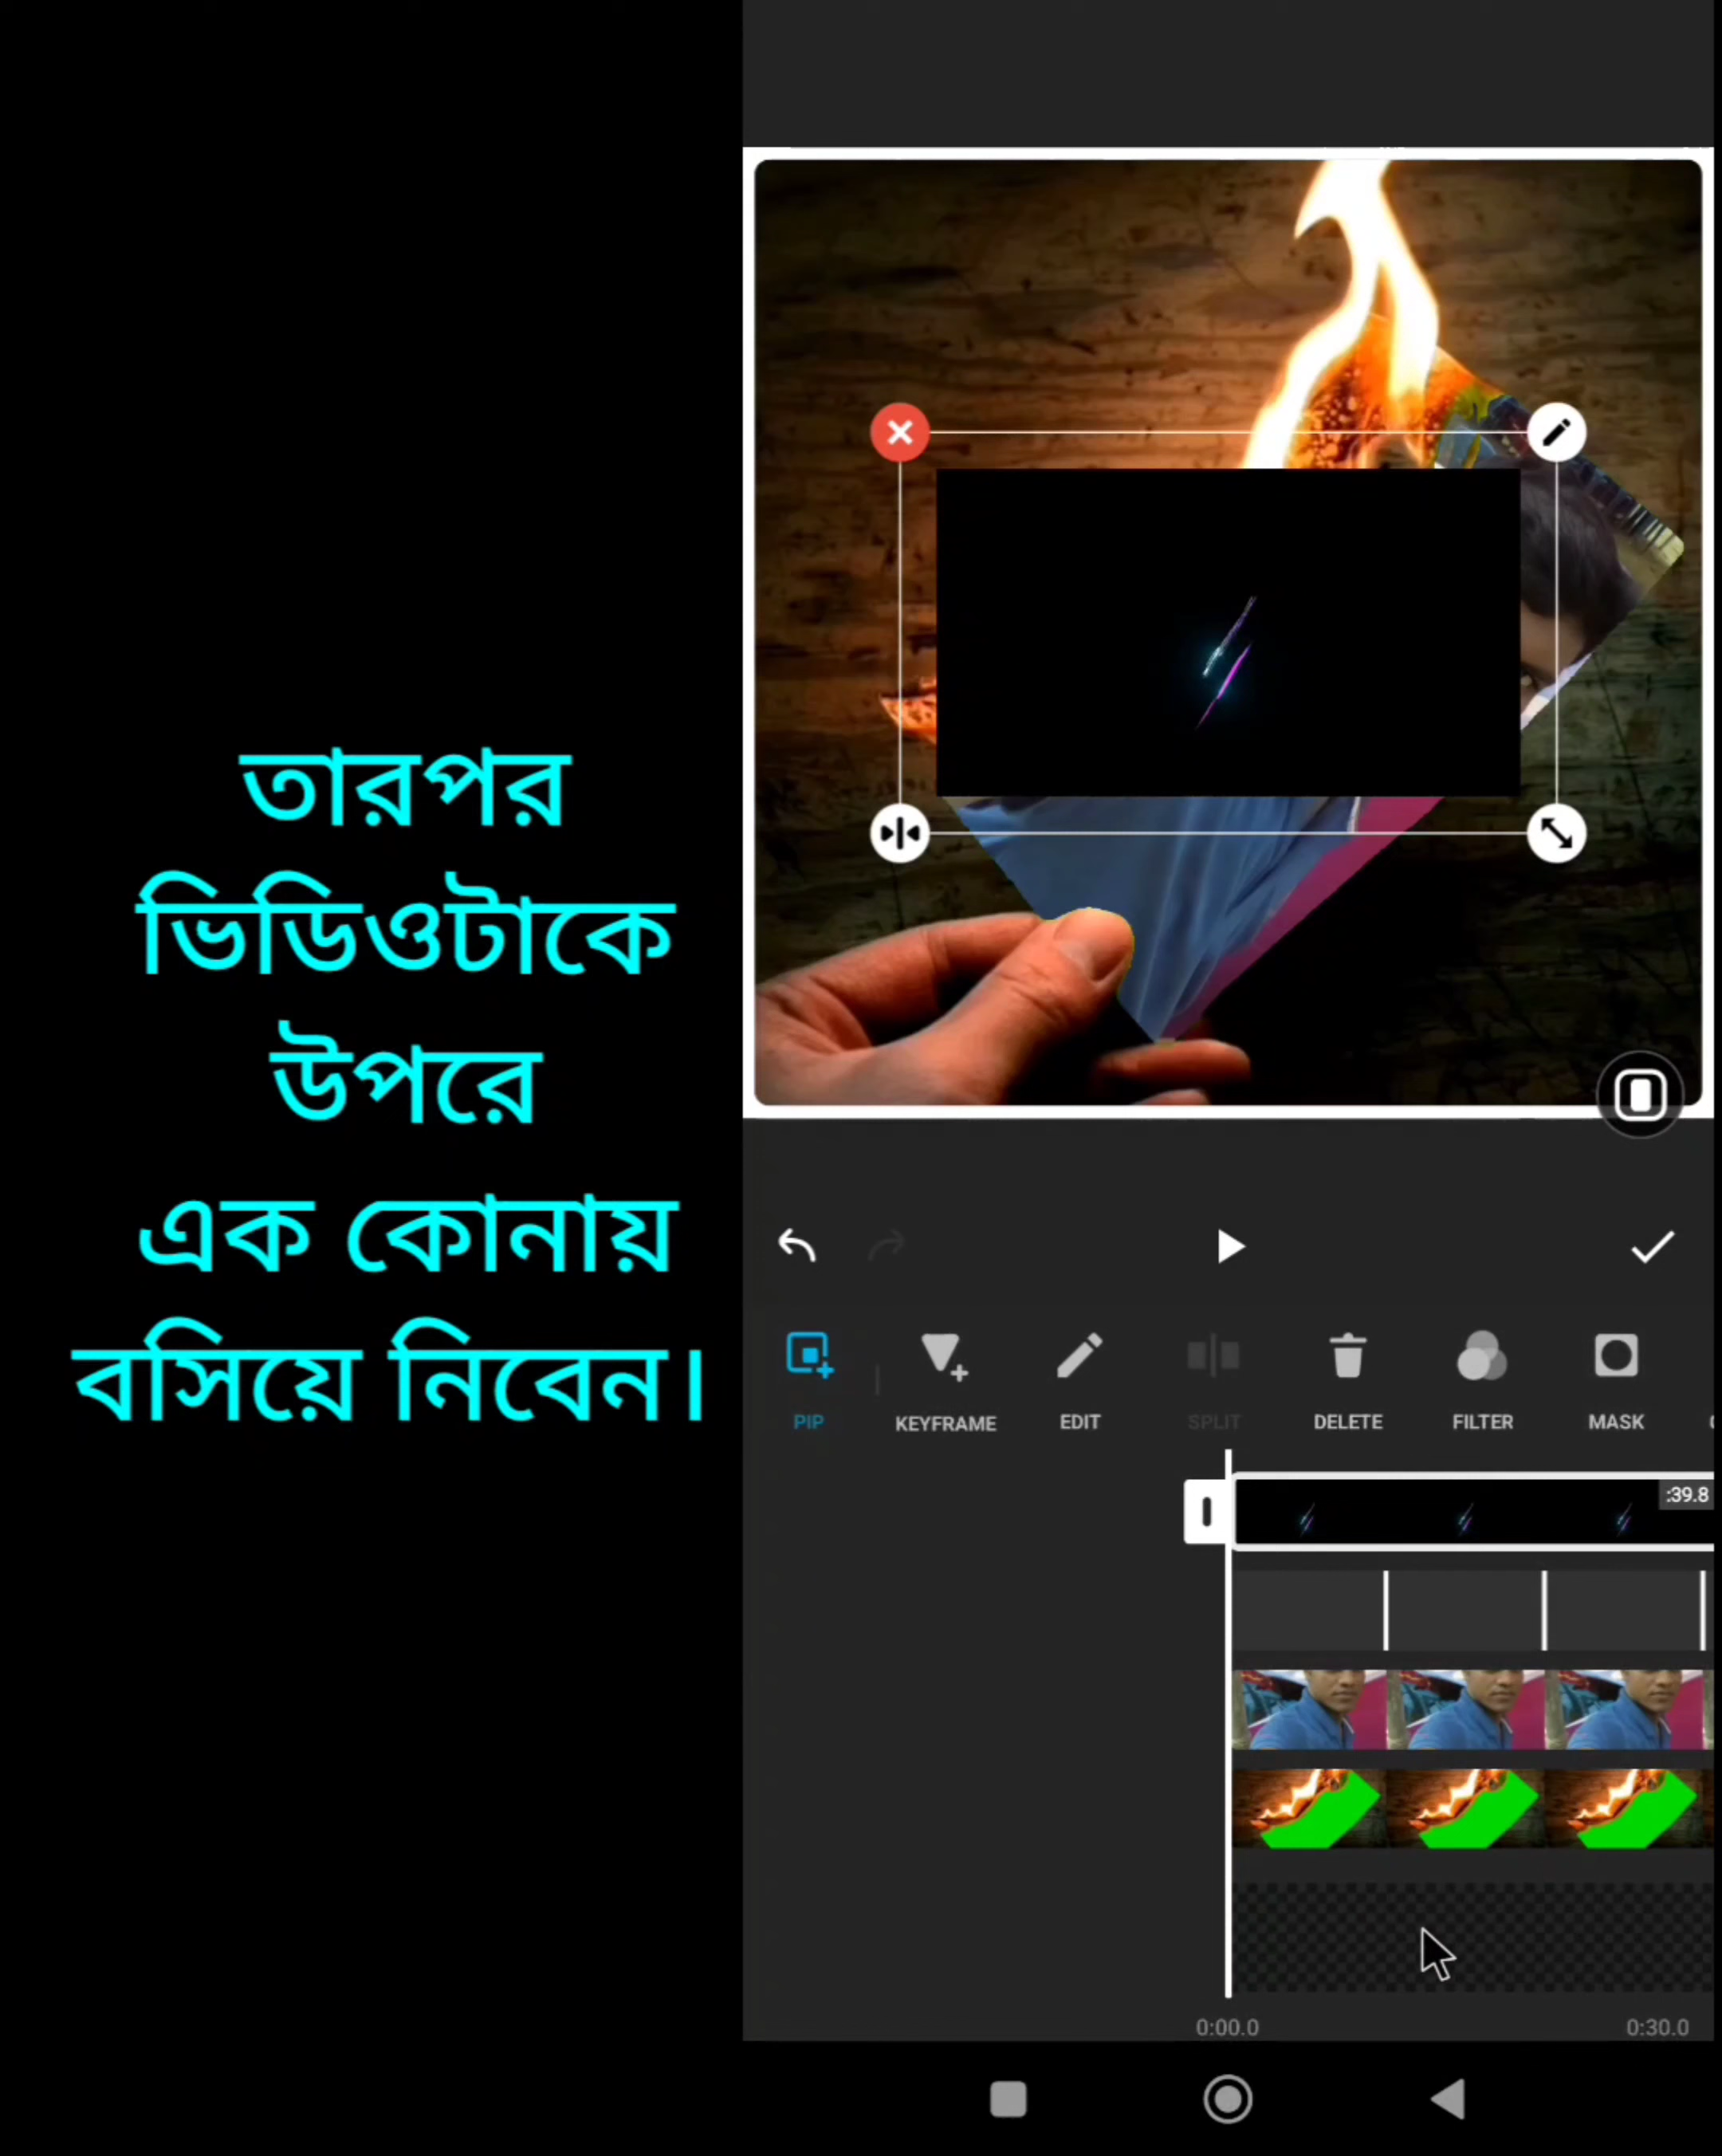 তারপর
ভিডিওটাকে
উপরে
এক কোনায়
বসিয়ে নিবেন।
PIP
KEYFRAME
EDIT
SPLIT
DELETE
FILTER
MASK
:39.8
0:00.0
0:30.0